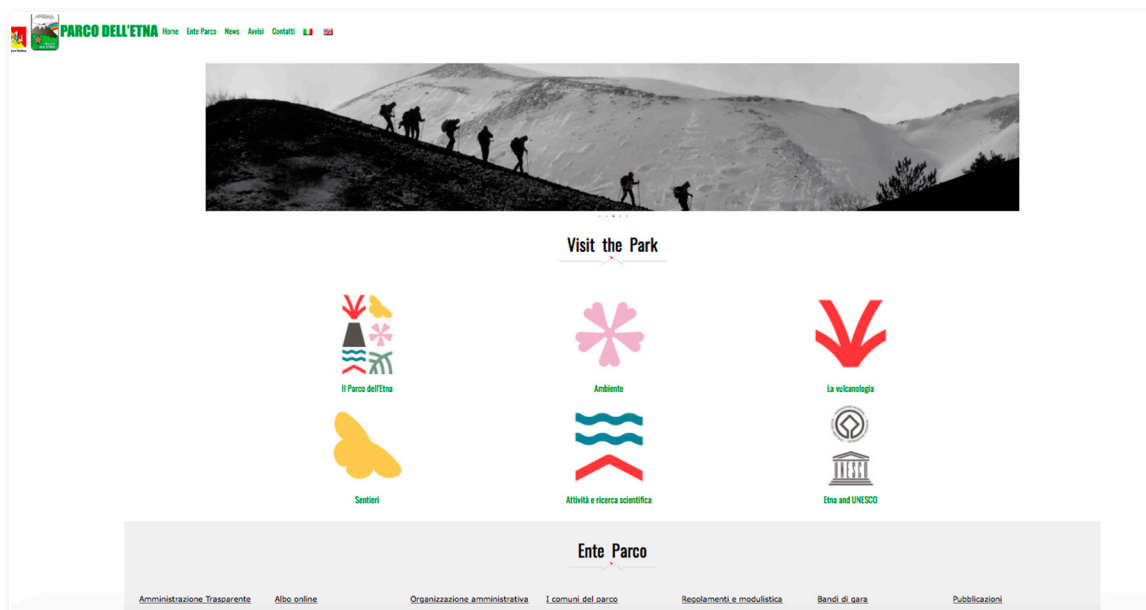 PARCO DELL'ETNA Home Ente Parco News Avvisi Contatti
Visit the Park
Il Parco dell'Etna Ambiente La vulcanologia
UNESCO
Sentieri Attività e ricerca scientifica Etna and UNESCO
Ente Parco
Amministrazione Trasparente Albo online Organizzazione amministrativa I comuni del parco Regolamenti e modulistica Bandi di gara Pubblicazioni